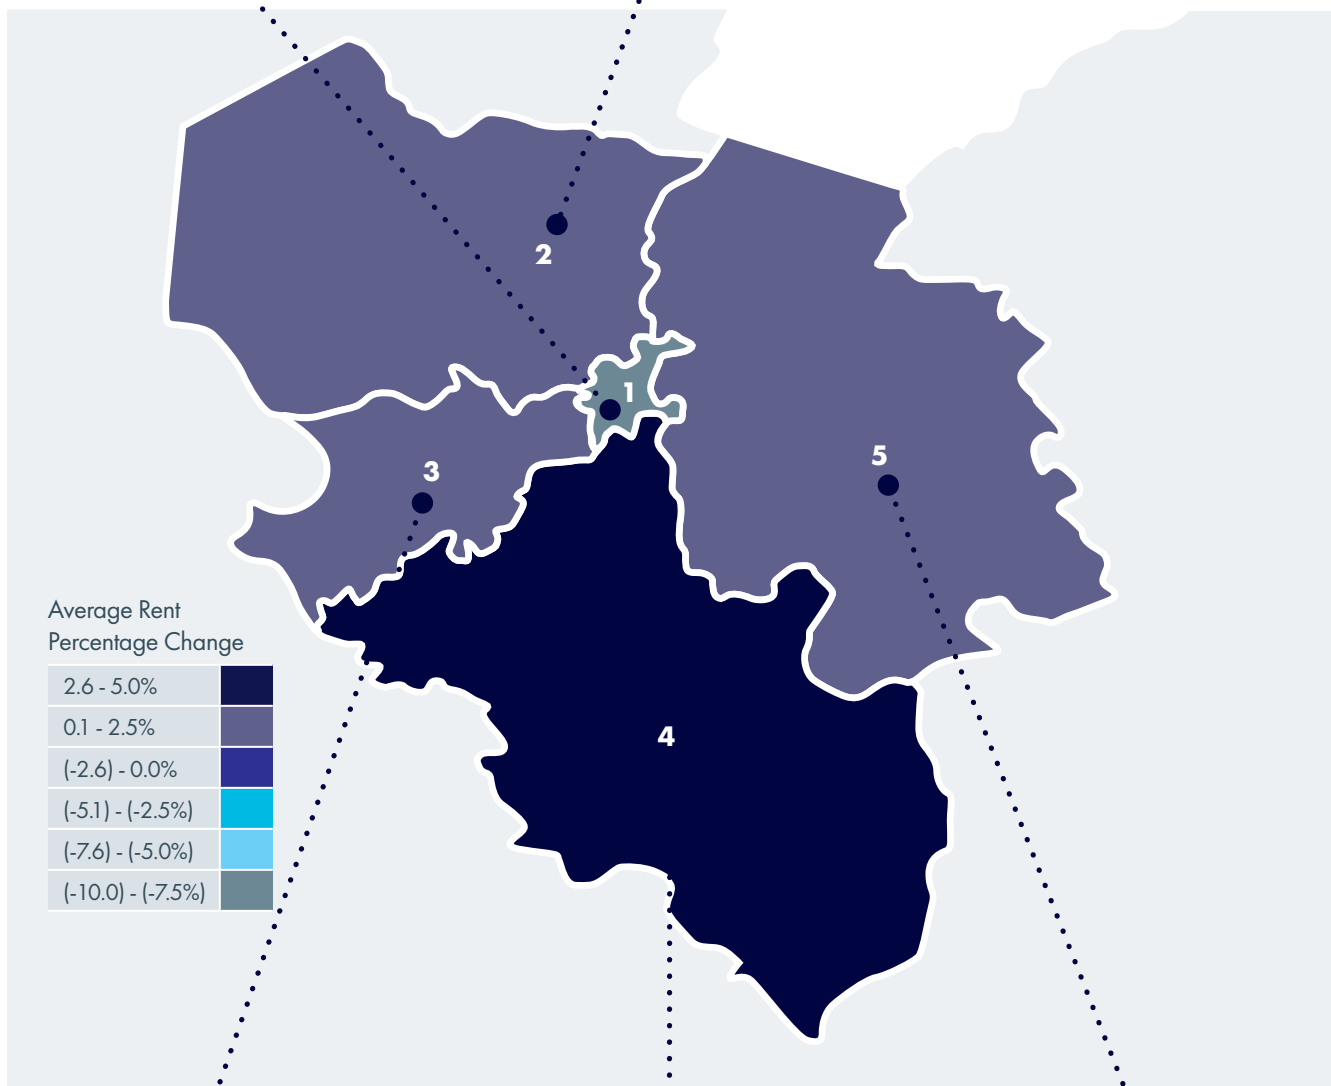 2
1
5
3
4
Average Rent
Percentage Change
2.6 - 5.0%
0.1 - 2.5%
(-2.6) - 0.0%
(-5.1) - (-2.5%)
(-7.6) - (-5.0%)
(-10.0) - (-7.5%)